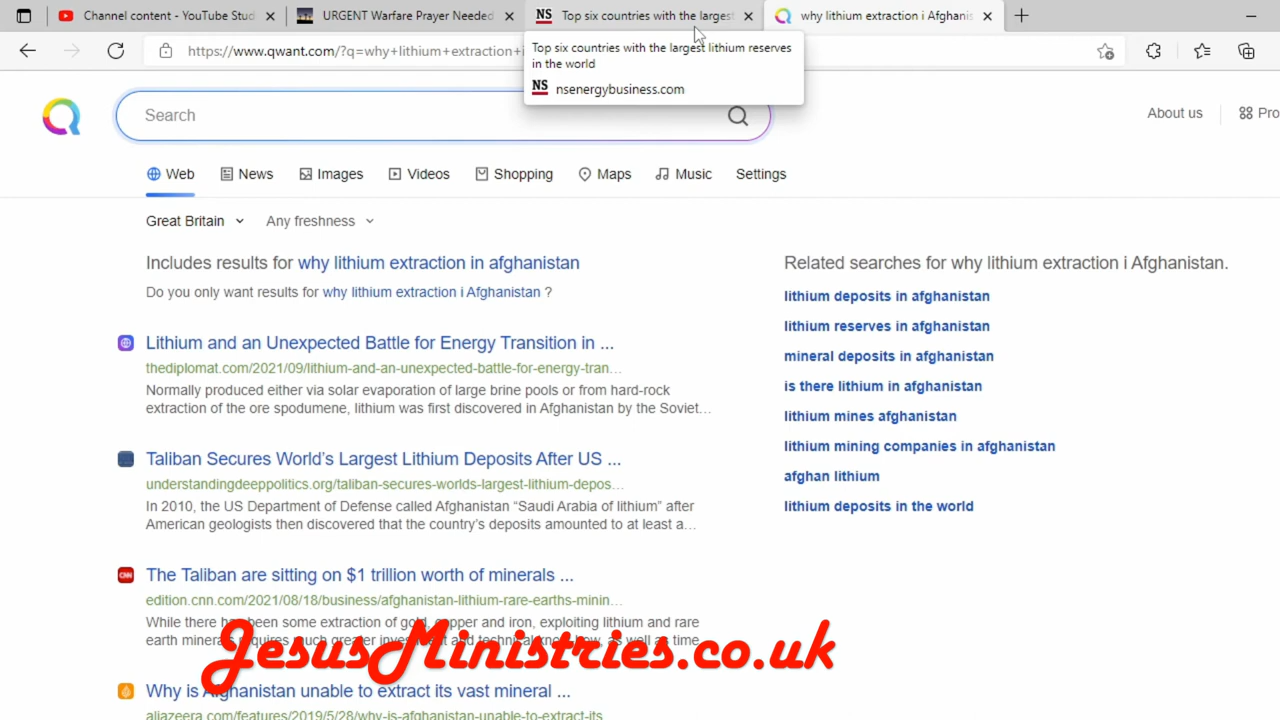 Channel content - YouTube Stud
URGENT Warfare Prayer Needed
NS Top six countries with the largest
why lithium extraction i Afghanis
https://www.qwant.com/?q=why+lithium+extraction+i
Top six countries with the largest lithium reserves
in the world
NS nsenergybusiness.com
Search
About us
Pro
Web
News
Images
Videos
Shopping
Maps
Music
Settings
Great Britain
Any freshness
Includes results for why lithium extraction in afghanistan
Do you only want results for why lithium extraction i Afghanistan ?
Lithium and an Unexpected Battle for Energy Transition in ...
thediplomat.com/2021/09/lithium-and-an-unexpected-battle-for-energy-tran...
Normally produced either via solar evaporation of large brine pools or from hard-rock
extraction of the ore spodumene, lithium was first discovered in Afghanistan by the Soviet...
Taliban Secures World's Largest Lithium Deposits After US ...
understandingdeeppolitics.org/taliban-secures-worlds-largest-lithium-depos...
In 2010, the US Department of Defense called Afghanistan “Saudi Arabia of lithium” after
American geologists then discovered that the country's deposits amounted to at least a...
CNN The Taliban are sitting on $1 trillion worth of minerals ...
edition.cnn.com/2021/08/18/business/afghanistan-lithium-rare-earths-minin...
While there has been some extraction of gold, copper and iron, exploiting lithium and rare
earth minerals requires much greater investment and technical know-how, as well as time.
Why is Afghanistan unable to extract its vast mineral ...
aljazeera.com/features/2019/5/28/why-is-afghanistan-unable-to-extract-its
Related searches for why lithium extraction i Afghanistan.
lithium deposits in afghanistan
lithium reserves in afghanistan
mineral deposits in afghanistan
is there lithium in afghanistan
lithium mines afghanistan
lithium mining companies in afghanistan
afghan lithium
lithium deposits in the world
JesusMinistries.co.uk